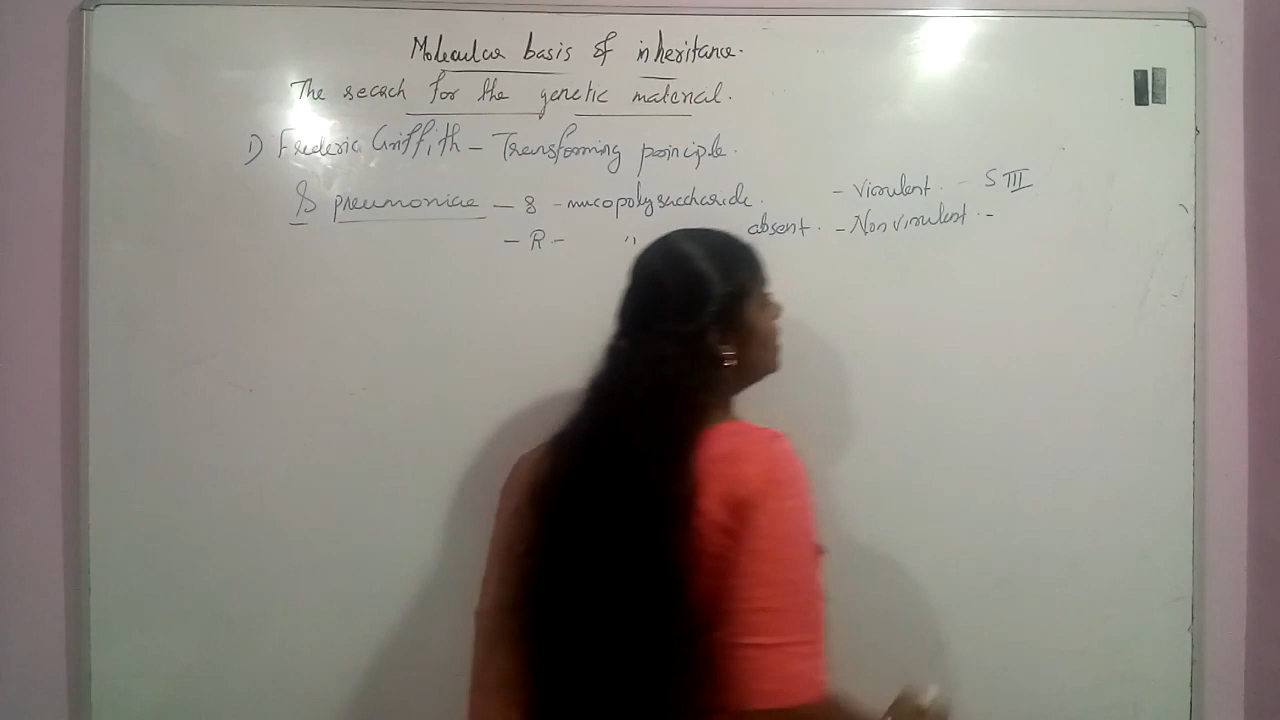 Molecular basis of inheritance.
The search for the genetic material.
1) Frederic Griffith - Transforming principle.
S pneumoniae - S - mucopolysaccharide. - Virulent. - S III
- R - " absent. - Non virulent. -